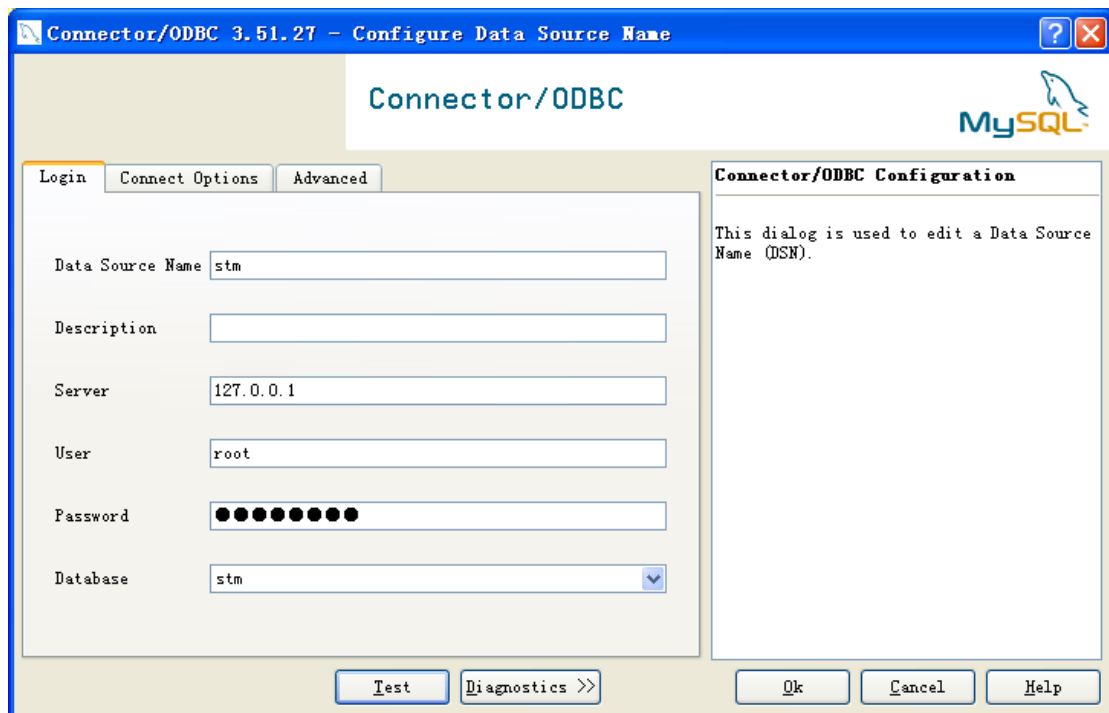 Connector/ODBC 3.51.27 - Configure Data Source Name
Connector/ODBC
MySQL
Login
Connect Options
Advanced
Data Source Name
stm
Description
Server
127.0.0.1
User
root
Password
●●●●●●●●
Database
stm
Connector/ODBC Configuration
This dialog is used to edit a Data Source
Name (DSN).
Test
Diagnostics >>
Ok
Cancel
Help